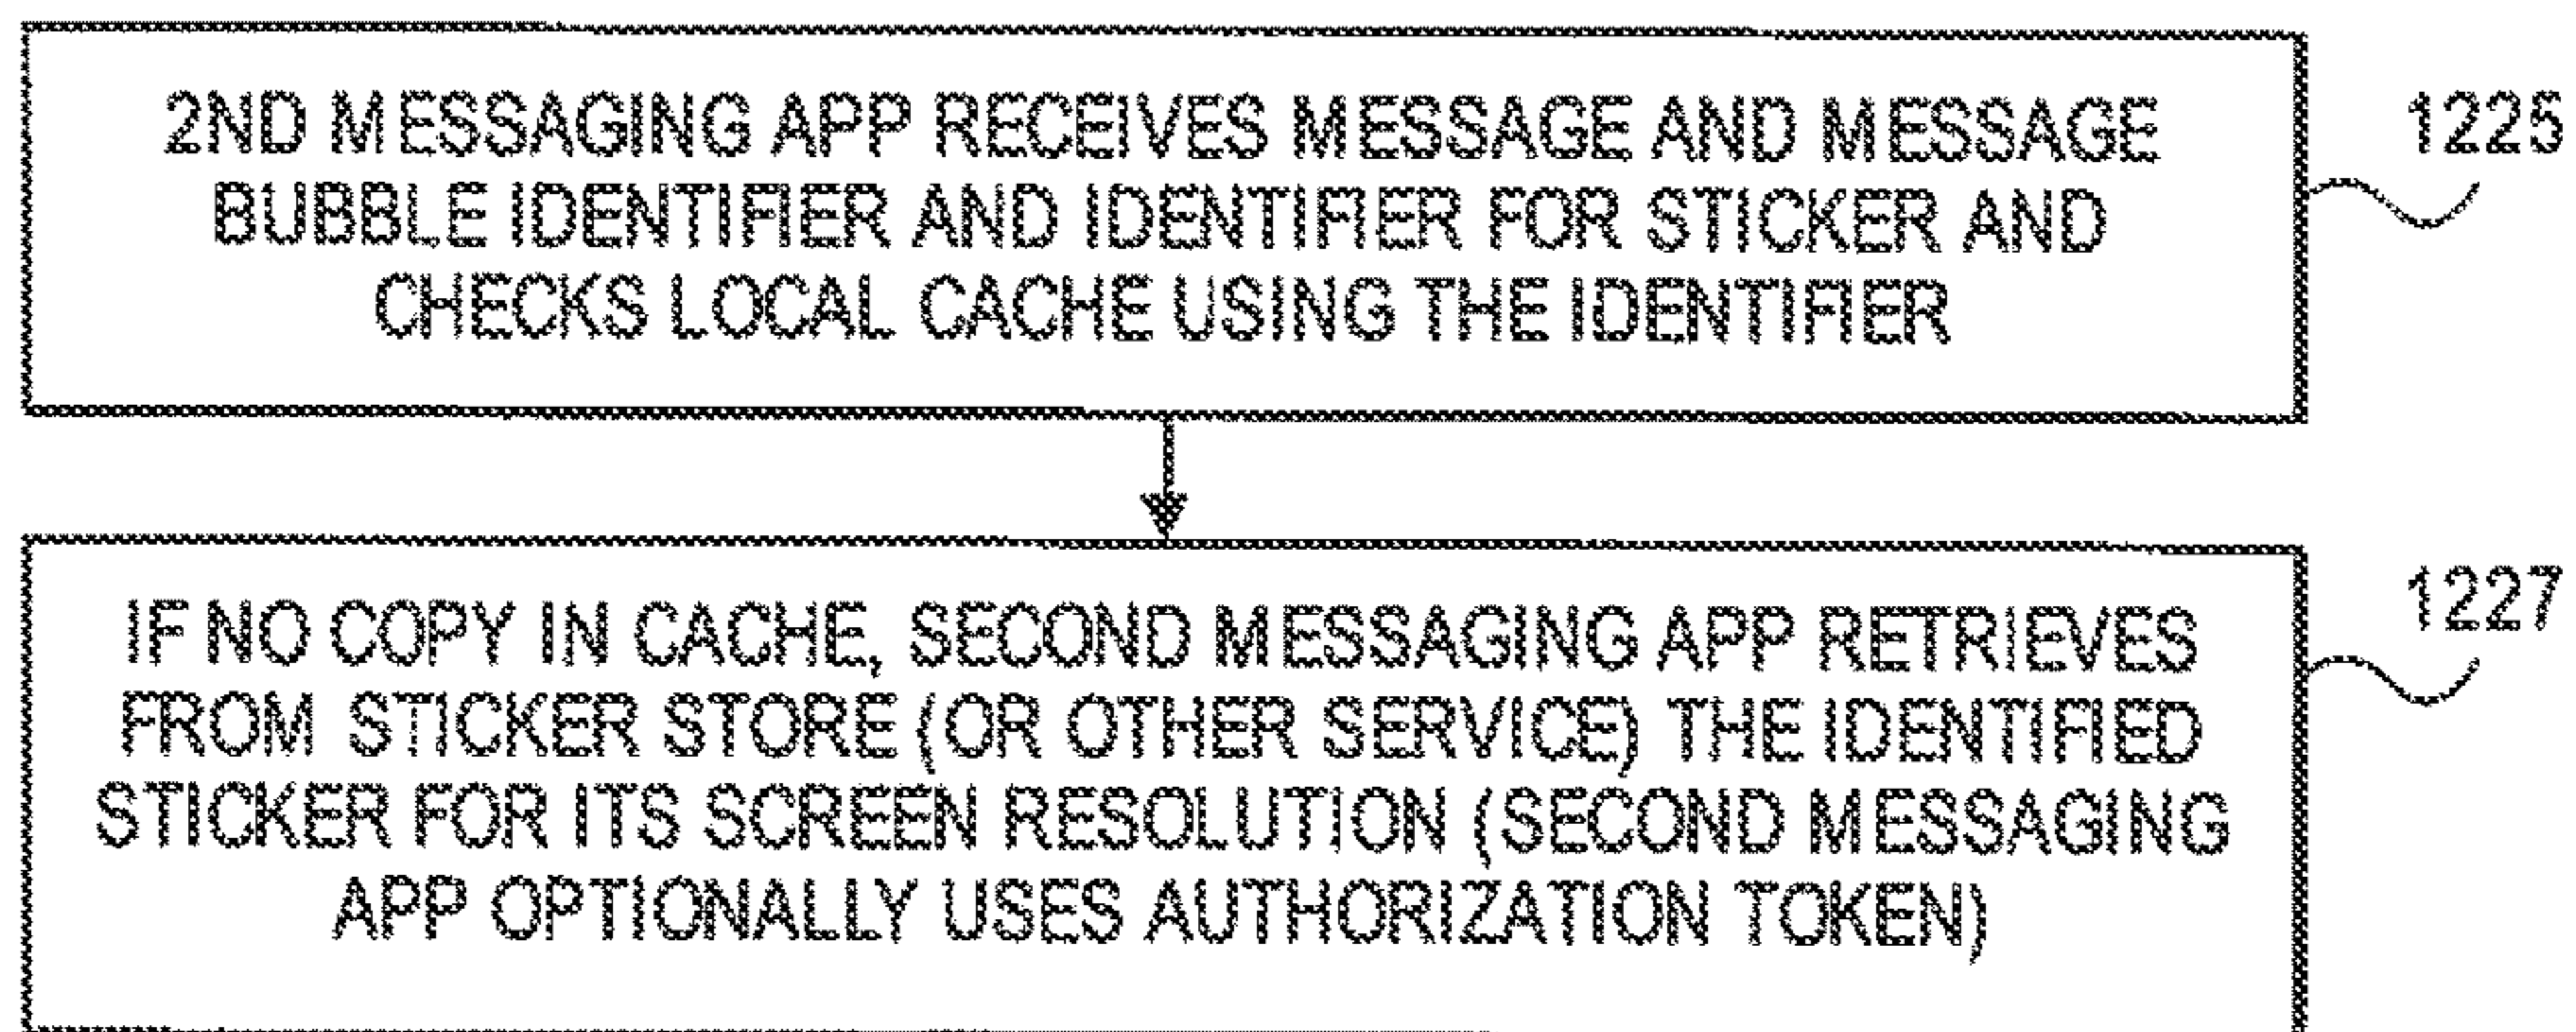 2ND MESSAGING APP RECEIVES MESSAGE AND MESSAGE
BUBBLE IDENTIFIER AND IDENTIFIER FOR STICKER AND
CHECKS LOCAL CACHE USING THE IDENTIFIER
1225
IF NO COPY IN CACHE, SECOND MESSAGING APP RETRIEVES
FROM STICKER STORE (OR OTHER SERVICE) THE IDENTIFIED
STICKER FOR ITS SCREEN RESOLUTION (SECOND MESSAGING
APP OPTIONALLY USES AUTHORIZATION TOKEN)
1227